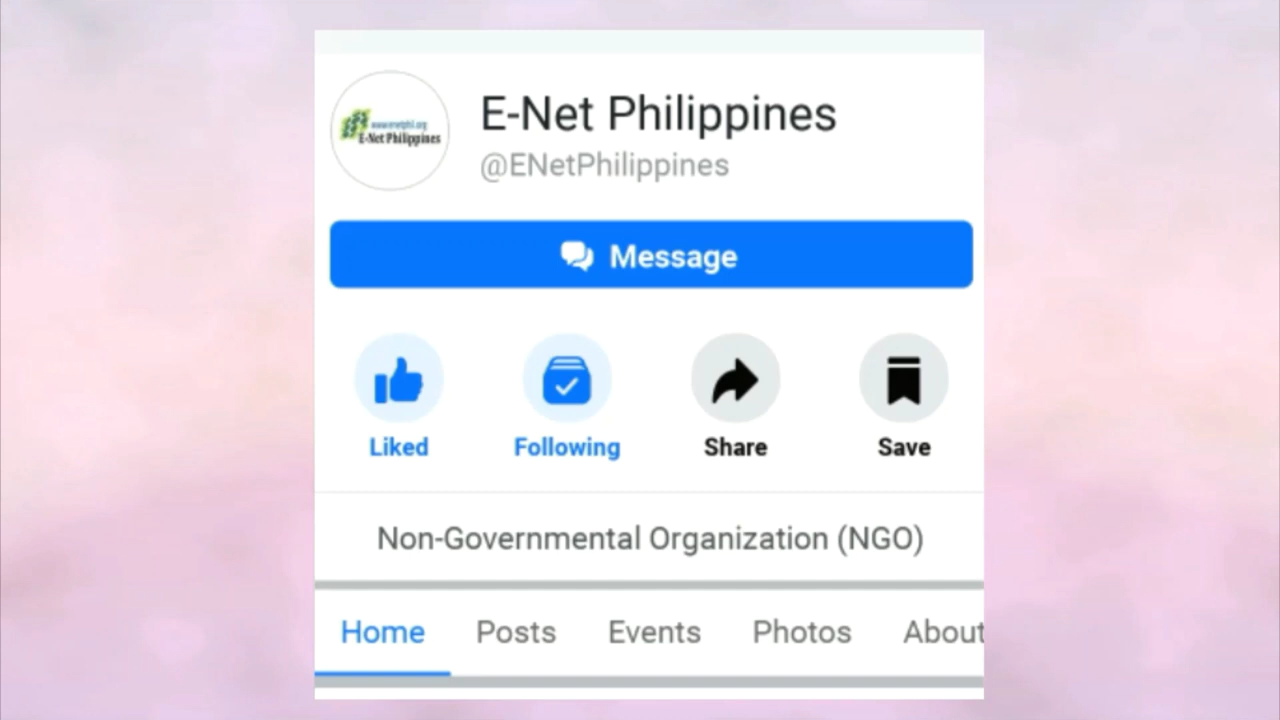 www.enetphil.org
E-Net Philippines
E-Net Philippines
@ENetPhilippines
Message
Liked Following Share Save
Non-Governmental Organization (NGO)
Home Posts Events Photos About